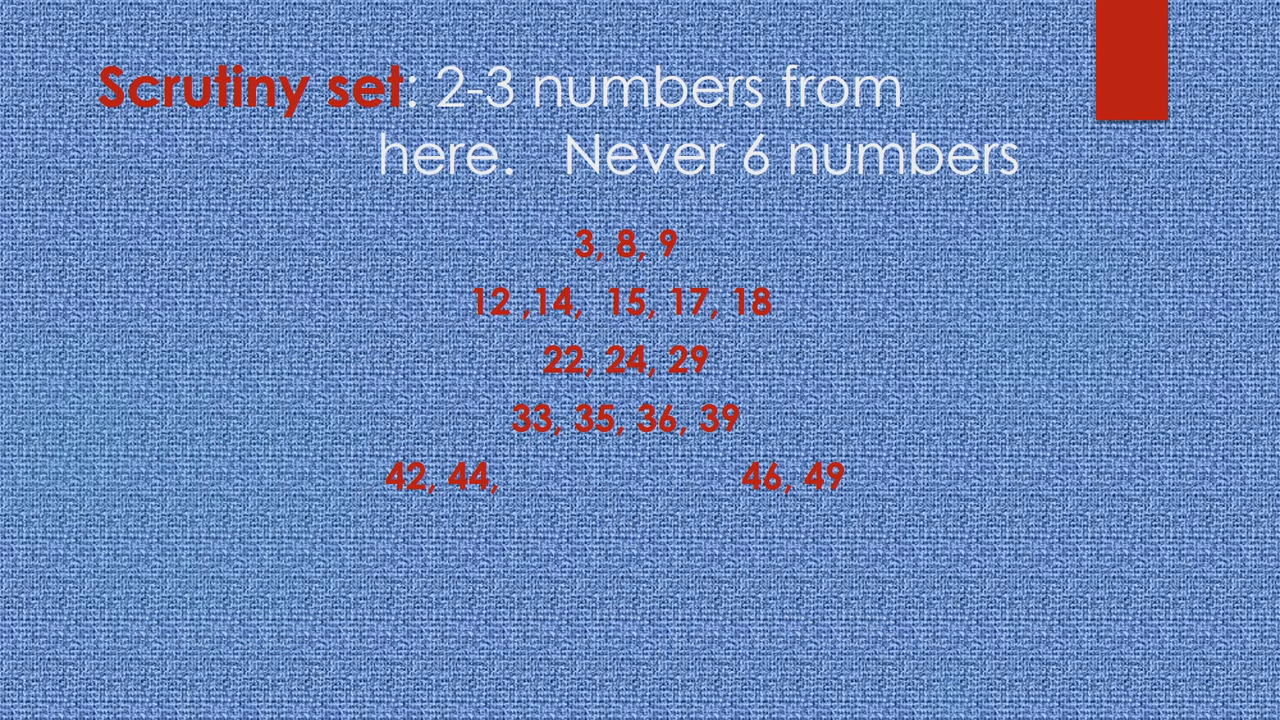 Scrutiny set: 2-3 numbers from
here. Never 6 numbers
3, 8, 9
12 ,14, 15, 17, 18
22, 24, 29
33, 35, 36, 39
42, 44, 46, 49